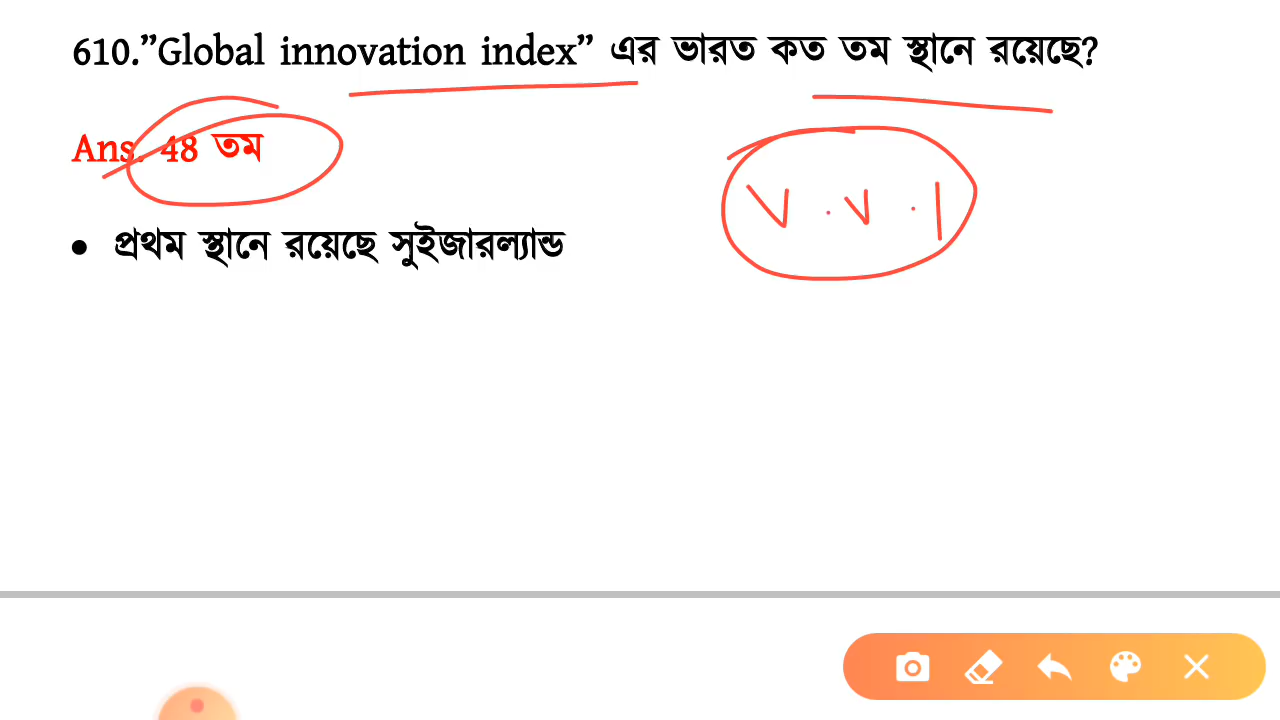 610.”Global innovation index” এর ভারত কত তম স্থানে রয়েছে?
Ans. 48 তম
V.V.I
• প্রথম স্থানে রয়েছে সুইজারল্যান্ড